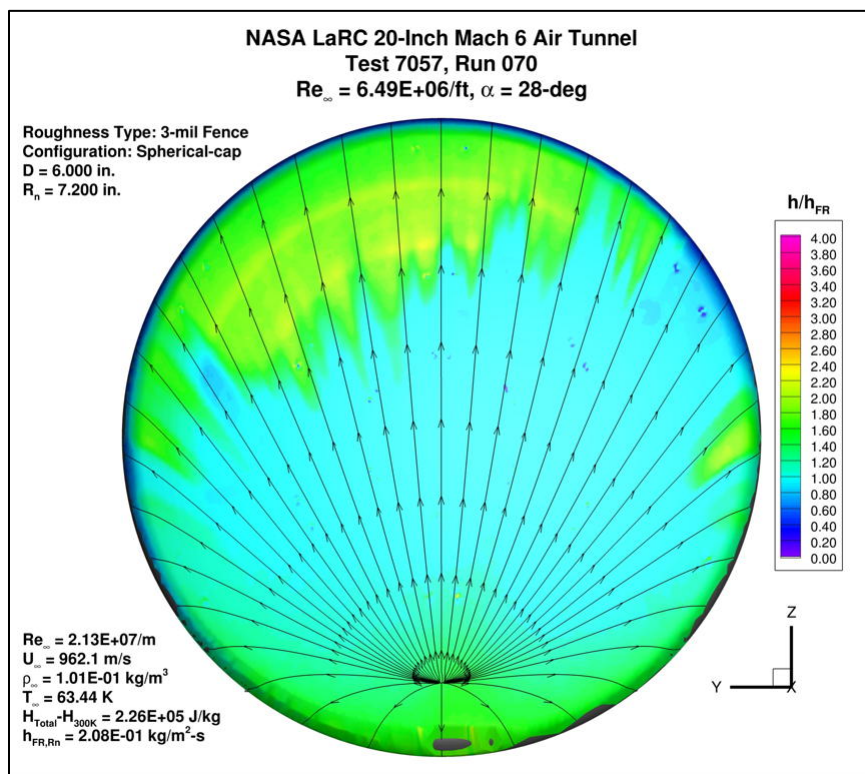 NASA LaRC 20-Inch Mach 6 Air Tunnel
Test 7057, Run 070
Re∞ = 6.49E+06/ft, α = 28-deg
Roughness Type: 3-mil Fence
Configuration: Spherical-cap
D = 6.000 in.
Rn = 7.200 in.
h/hFR
4.00
3.80
3.60
3.40
3.20
3.00
2.80
2.60
2.40
2.20
2.00
1.80
1.60
1.40
1.20
1.00
0.80
0.60
0.40
0.20
0.00
Re∞ = 2.13E+07/m
U∞ = 962.1 m/s
ρ∞ = 1.01E-01 kg/m³
T∞ = 63.44 K
HTotal-H300K = 2.26E+05 J/kg
hFR,Rn = 2.08E-01 kg/m²-s
Z
Y
X